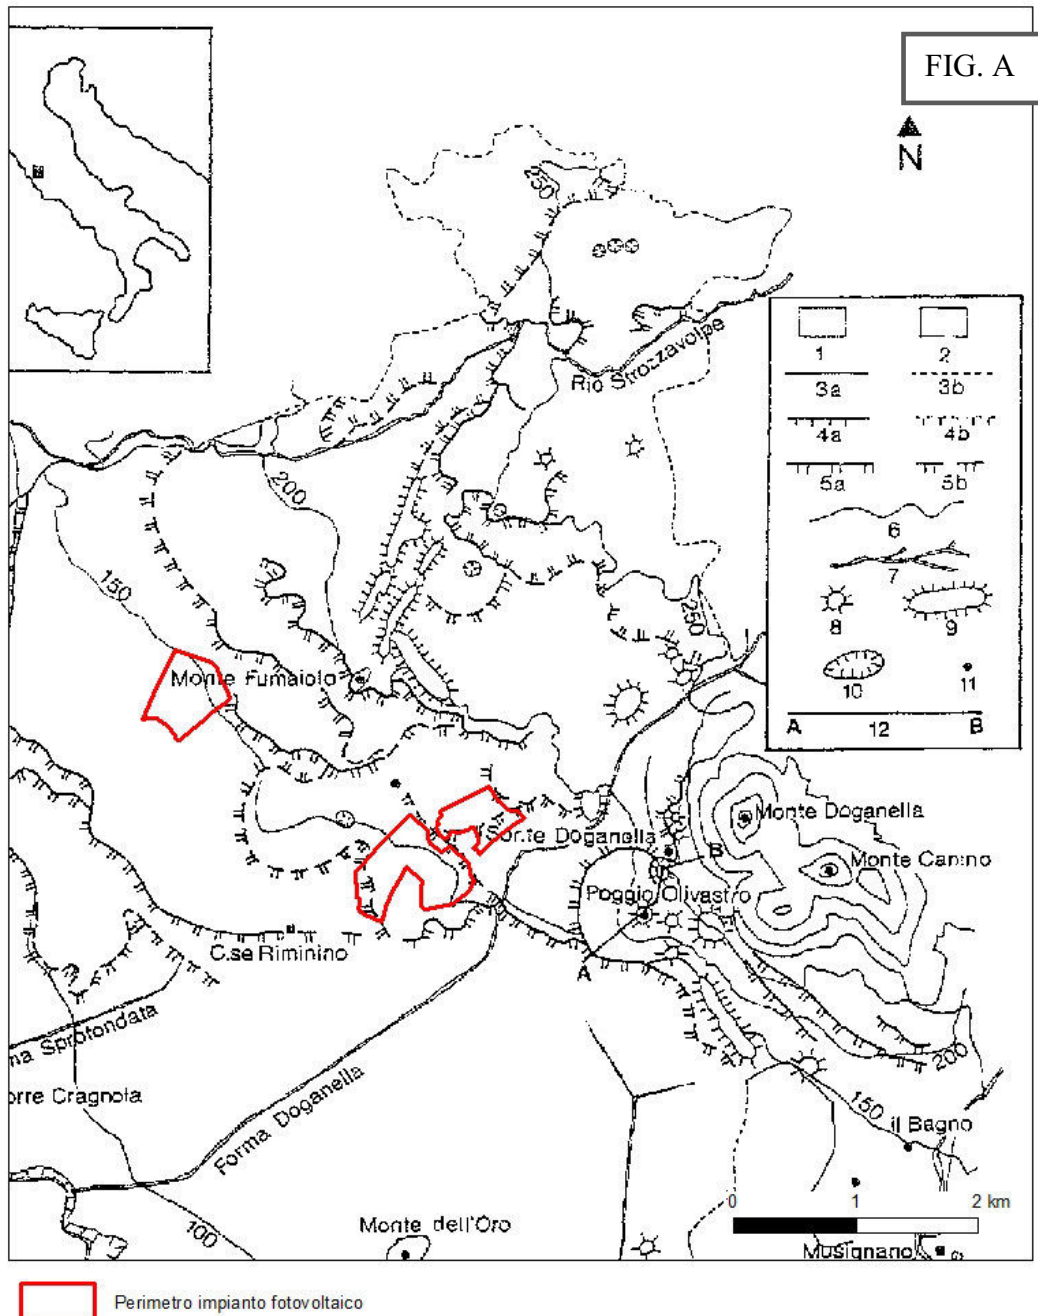 FIG. A
N
250
Rio Strozzavolpe
1
2
3a
3b
4a
4b
5a
5b
6
7
8
9
10
11
A
12
B
200
150
250
Monte Fumaiolo
Monte Doganella
Doganella
Monte Canino
B
Poggio Olivastro
C.se Riminino
A
Sprotondata
200
Cragnola
150
il Bagno
Forma Doganella
0
1
2 km
100
Monte dell'Oro
Musignano
Perimetro impianto fotovoltaico